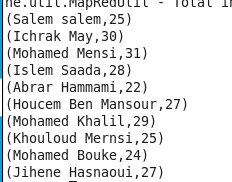 ne.util.MapRedUtil - Total in
(Salem salem,25)
(Ichrak May,30)
(Mohamed Mensi,31)
(Islem Saada,28)
(Abrar Hammami,22)
(Houcem Ben Mansour,27)
(Mohamed Khalil,29)
(Khouloud Mernsi,25)
(Mohamed Bouke,24)
(Jihene Hasnaoui,27)